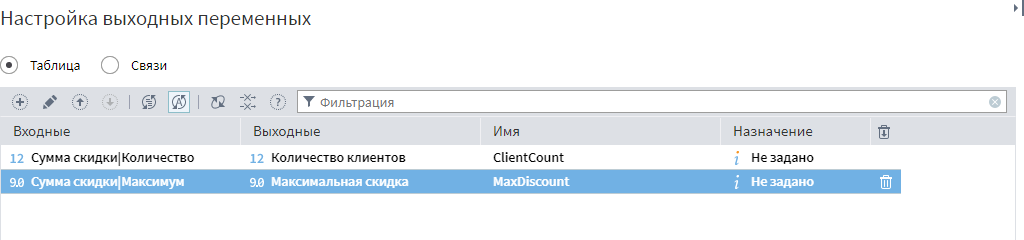 Настройка выходных переменных
Таблица Связи
Фильтрация
Входные Выходные Имя Назначение
12 Сумма скидки|Количество 12 Количество клиентов ClientCount i Не задано
9.0 Сумма скидки|Максимум 9.0 Максимальная скидка MaxDiscount i Не задано